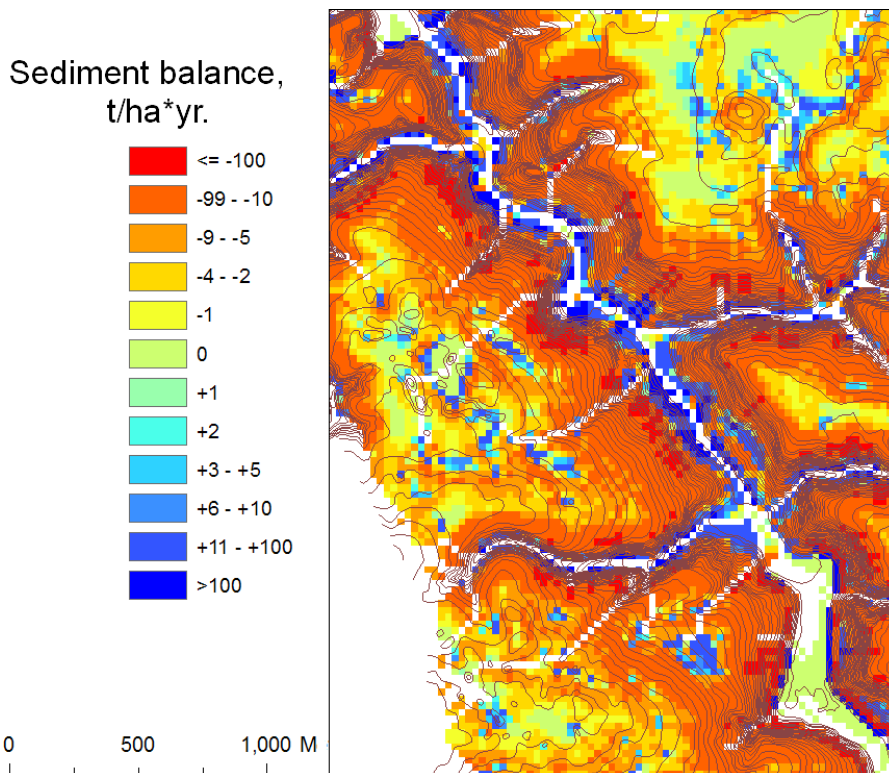 Sediment balance,
t/ha*yr.
<= -100
-99 - -10
-9 - -5
-4 - -2
-1
0
+1
+2
+3 - +5
+6 - +10
+11 - +100
>100
0 500 1,000 M